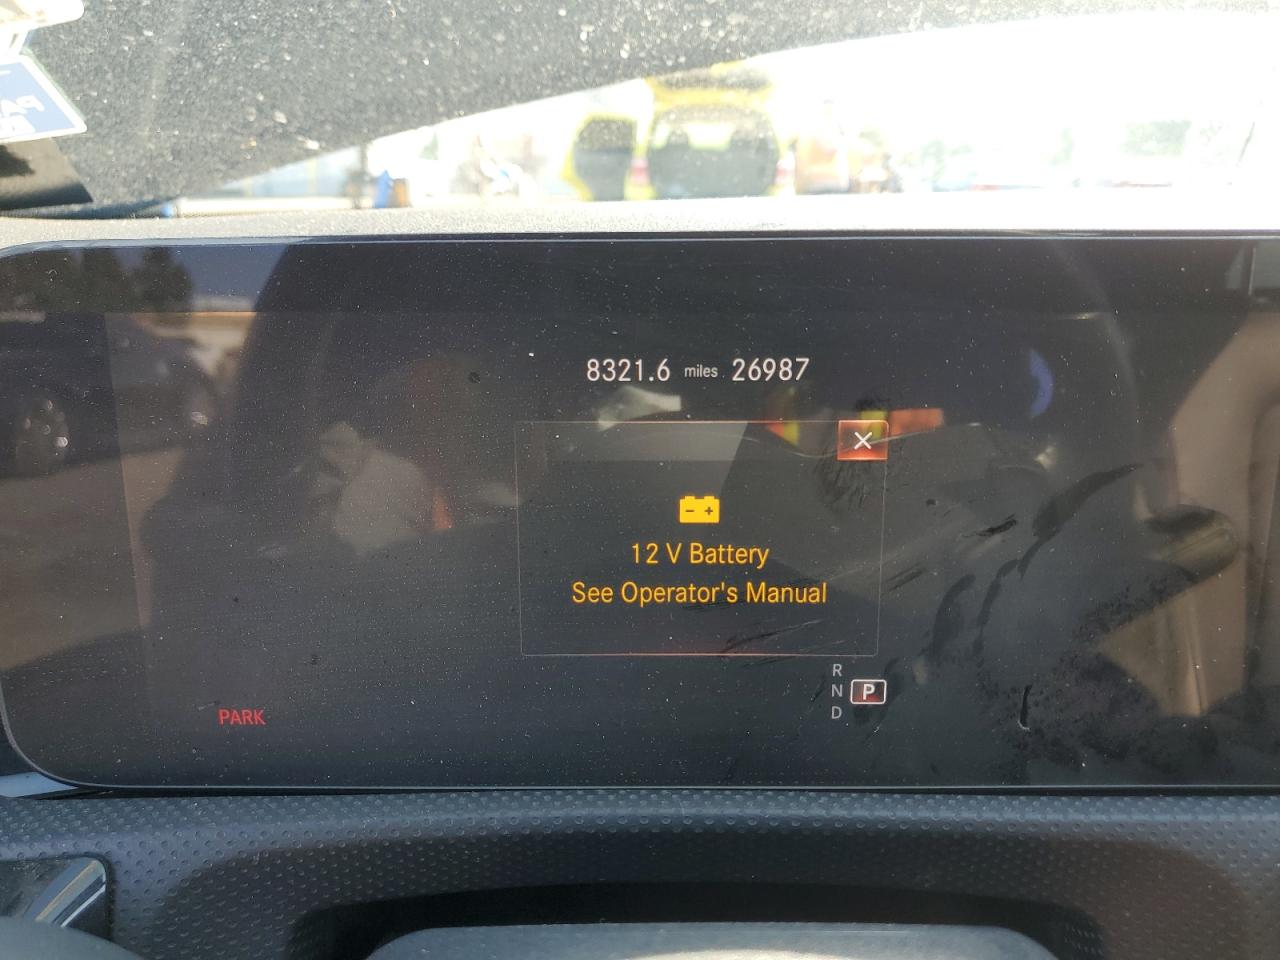 8321.6 miles 26987
12 V Battery
See Operator's Manual
R
N P
D
PARK